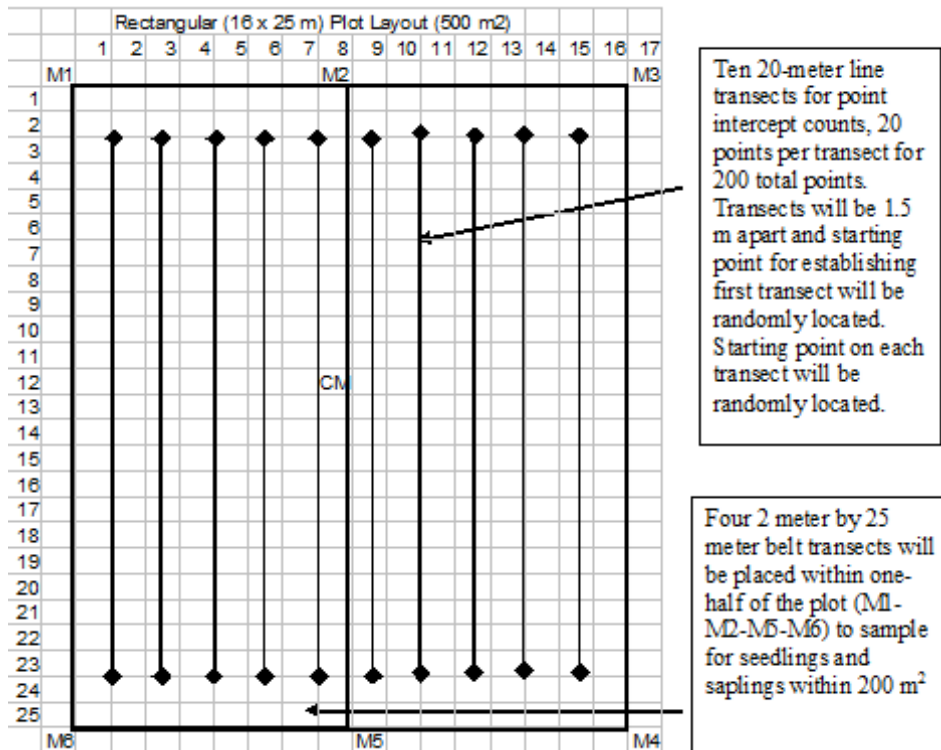 Rectangular (16 x 25 m) Plot Layout (500 m2)
1 2 3 4 5 6 7 8 9 10 11 12 13 14 15 16 17
M1 M2 M3
1
2
3
4
5
6
7
8
9
10
11
12 CM
13
14
15
16
17
18
19
20
21
22
23
24
25
M6 M5 M4
Ten 20-meter line
transects for point
intercept counts, 20
points per transect for
200 total points.
Transects will be 1.5
m apart and starting
point for establishing
first transect will be
randomly located.
Starting point on each
transect will be
randomly located.
Four 2 meter by 25
meter belt transects will
be placed within one-
half of the plot (M1-
M2-M5-M6) to sample
for seedlings and
saplings within 200 m²